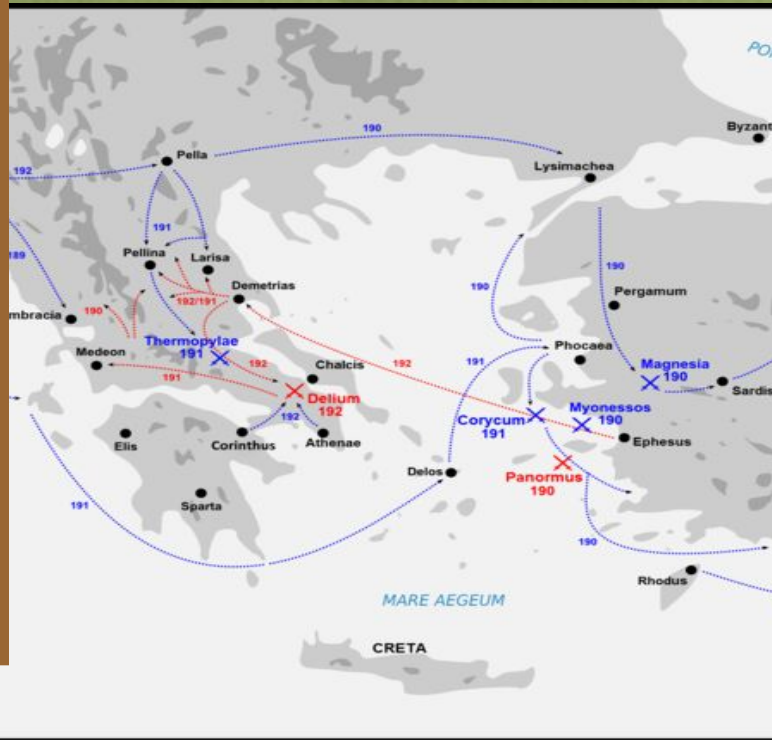 PO
190
Byzant
Pella
Lysimachea
192
191
Pellina
Larisa
189
190
Demetrias
192/191
190
Pergamum
mbracia
190
Thermopylae
191
Phocaea
Medeon
192
Chalcis
192
191
Magnesia
190
191
Delium
192
Sardis
Corycum
191
Myonessos
190
192
Elis
Corinthus
Athenae
Ephesus
Delos
Panormus
190
Sparta
191
190
Rhodus
MARE AEGEUM
CRETA